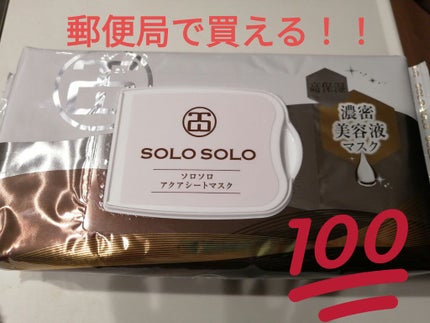 郵便局で買える！！
高保湿
濃密
美容液
マスク
SOLO SOLO
ソロソロ
アクアシートマスク
100